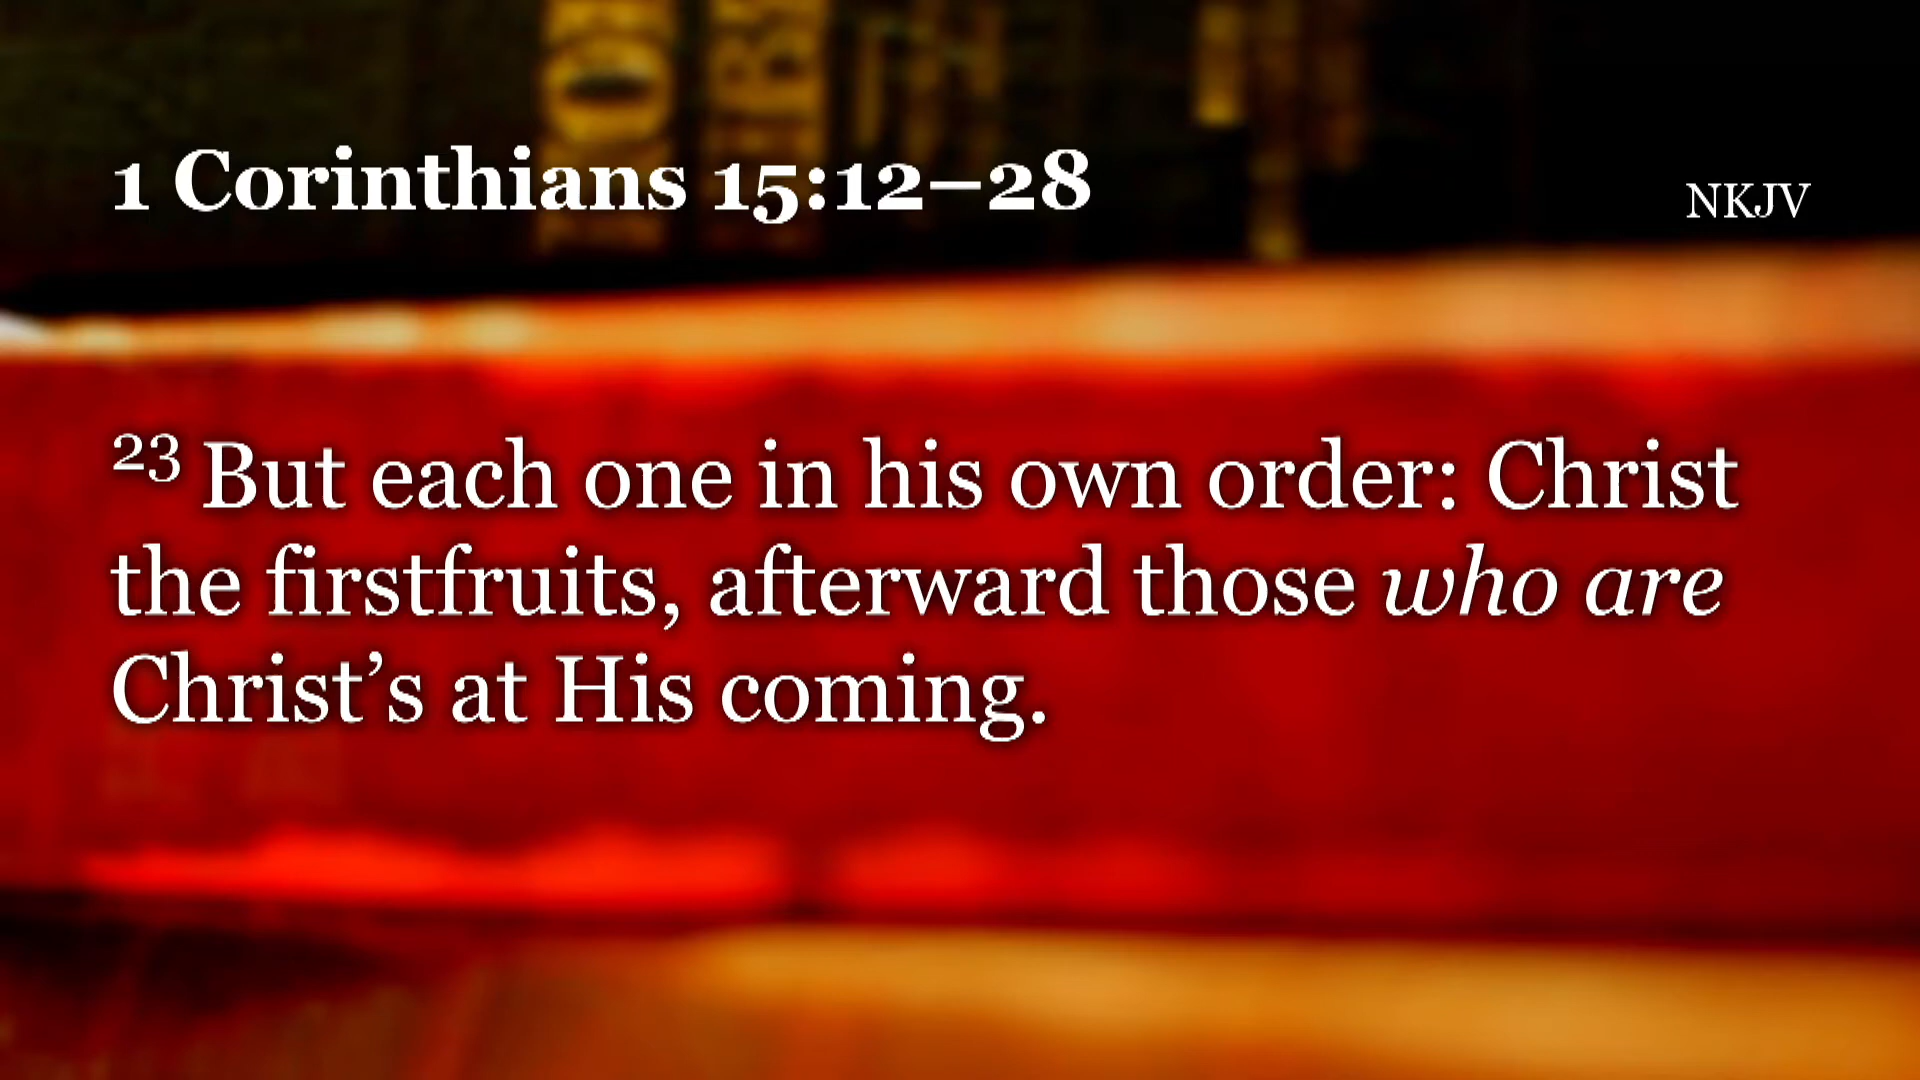 1 Corinthians 15:12–28
NKJV
23 But each one in his own order: Christ
the firstfruits, afterward those who are
Christ’s at His coming.